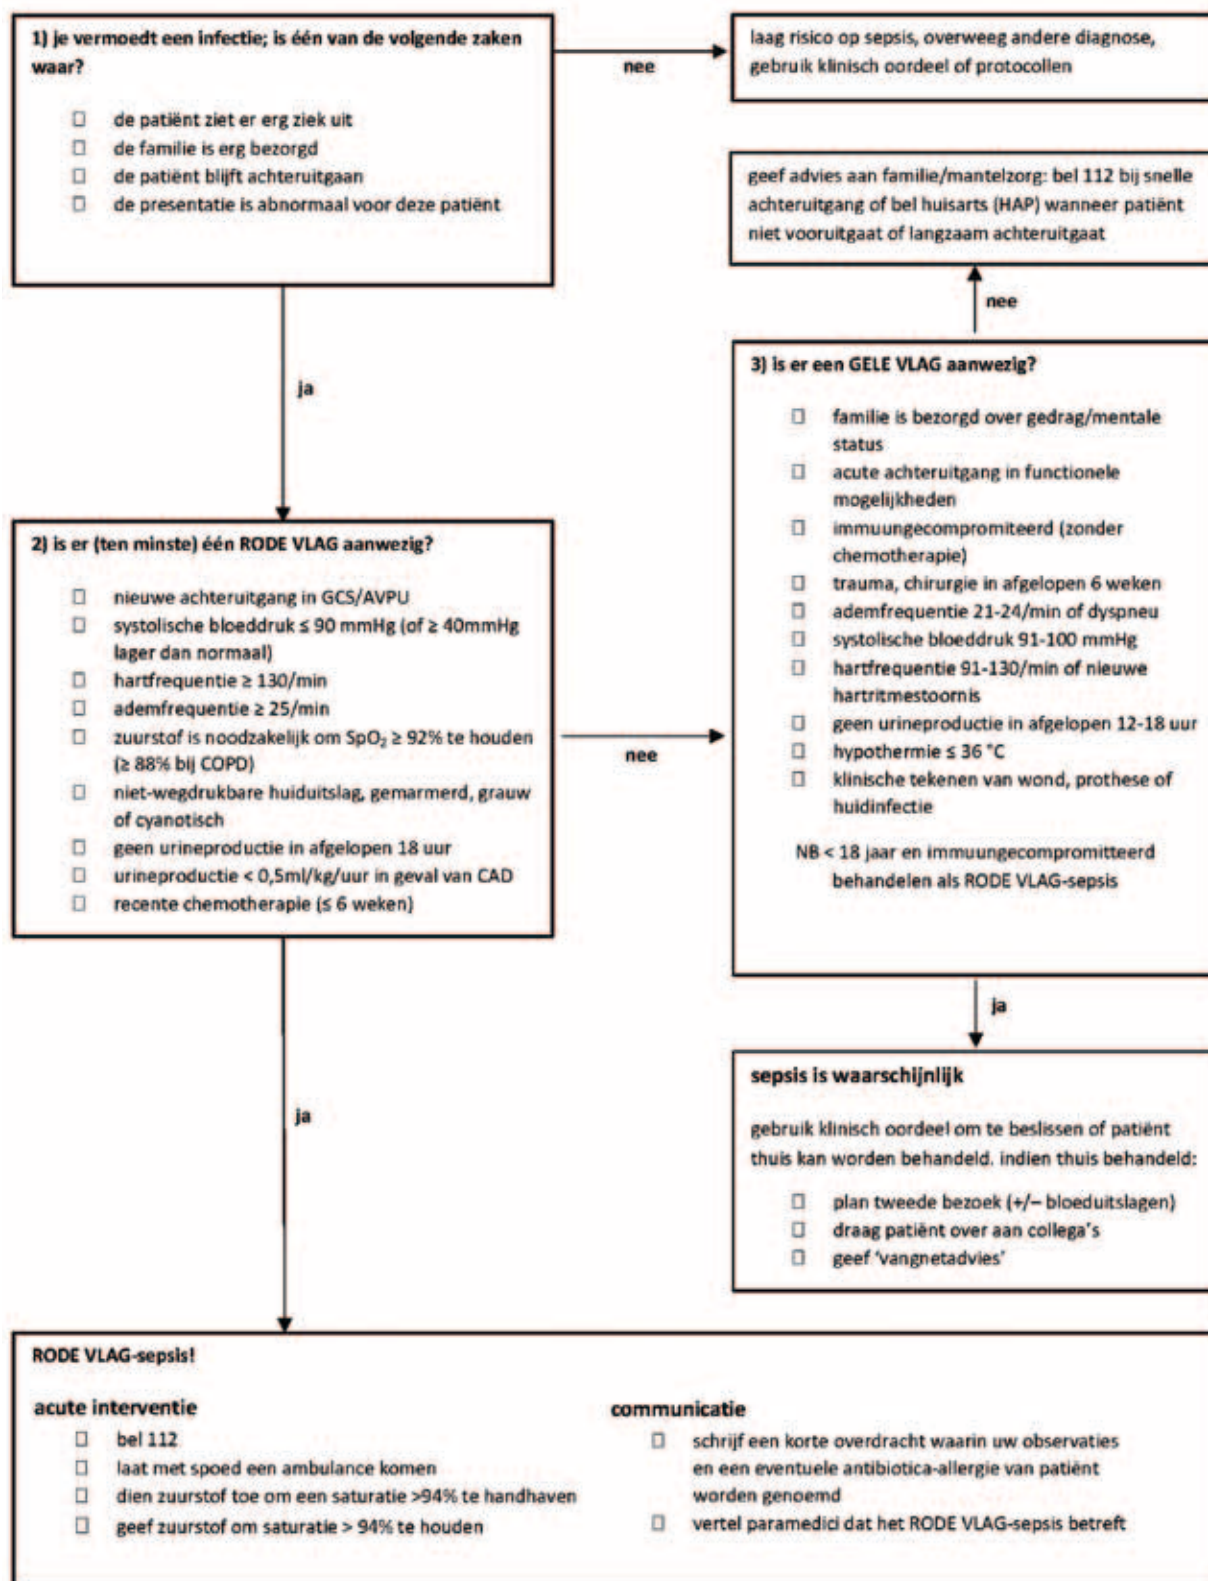 1) je vermoedt een infectie; is één van de volgende zaken
waar?
de patiënt ziet er erg ziek uit
de familie is erg bezorgd
de patiënt blijft achteruitgaan
de presentatie is abnormaal voor deze patiënt
nee
laag risico op sepsis, overweeg andere diagnose,
gebruik klinisch oordeel of protocollen
geef advies aan familie/mantelzorg: bel 112 bij snelle
achteruitgang of bel huisarts (HAP) wanneer patiënt
niet vooruitgaat of langzaam achteruitgaat
nee
ja
2) is er (ten minste) één RODE VLAG aanwezig?
nieuwe achteruitgang in GCS/AVPU
systolische bloeddruk ≤ 90 mmHg (of ≥ 40mmHg
lager dan normaal)
hartfrequentie ≥ 130/min
ademfrequentie ≥ 25/min
zuurstof is noodzakelijk om SpO₂ ≥ 92% te houden
(≥ 88% bij COPD)
niet-wegdrukbare huiduitslag, gemarmerd, grauw
of cyanotisch
geen urineproductie in afgelopen 18 uur
urineproductie < 0,5ml/kg/uur in geval van CAD
recente chemotherapie (≤ 6 weken)
nee
3) is er een GELE VLAG aanwezig?
familie is bezorgd over gedrag/mentale
status
acute achteruitgang in functionele
mogelijkheden
immuungecompromiteerd (zonder
chemotherapie)
trauma, chirurgie in afgelopen 6 weken
ademfrequentie 21-24/min of dyspneu
systolische bloeddruk 91-100 mmHg
hartfrequentie 91-130/min of nieuwe
hartritmestoornis
geen urineproductie in afgelopen 12-18 uur
hypothermie ≤ 36 °C
klinische tekenen van wond, prothese of
huidinfectie
NB < 18 jaar en immuungecompromitteerd
behandelen als RODE VLAG-sepsis
ja
sepsis is waarschijnlijk
gebruik klinisch oordeel om te beslissen of patiënt
thuis kan worden behandeld. indien thuis behandeld:
plan tweede bezoek (+/– bloeduitslagen)
draag patiënt over aan collega's
geef 'vangnetadvies'
ja
RODE VLAG-sepsis!
acute interventie
bel 112
laat met spoed een ambulance komen
dien zuurstof toe om een saturatie >94% te handhaven
geef zuurstof om saturatie > 94% te houden
communicatie
schrijf een korte overdracht waarin uw observaties
en een eventuele antibiotica-allergie van patiënt
worden genoemd
vertel paramedici dat het RODE VLAG-sepsis betreft